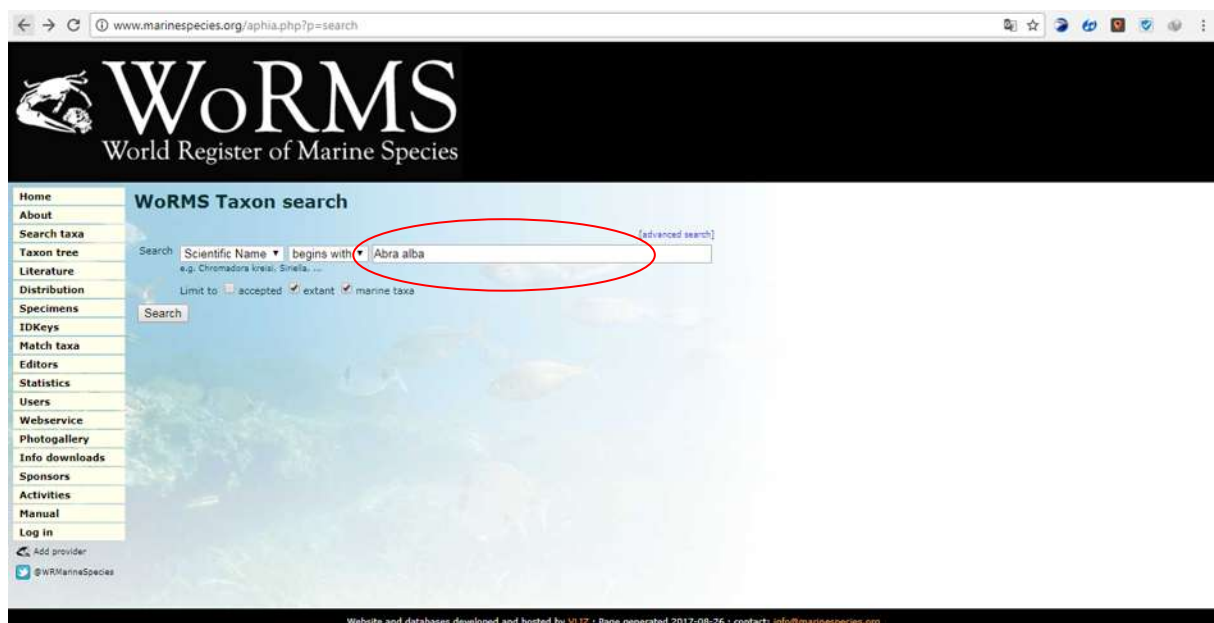 www.marinespecies.org/aphia.php?p=search
WoRMS
World Register of Marine Species
Home
About
Search taxa
Taxon tree
Literature
Distribution
Specimens
IDKeys
Match taxa
Editors
Statistics
Users
Webservice
Photogallery
Info downloads
Sponsors
Activities
Manual
Log in
Add provider
@WRMarineSpecies
WoRMS Taxon search
[advanced search]
Search Scientific Name begins with Abra alba
e.g. Chromadora kreisi, Siriella, ...
Limit to accepted extant marine taxa
Search
Website and databases developed and hosted by VLIZ · Page generated 2017-08-26 · contact: info@marinespecies.org